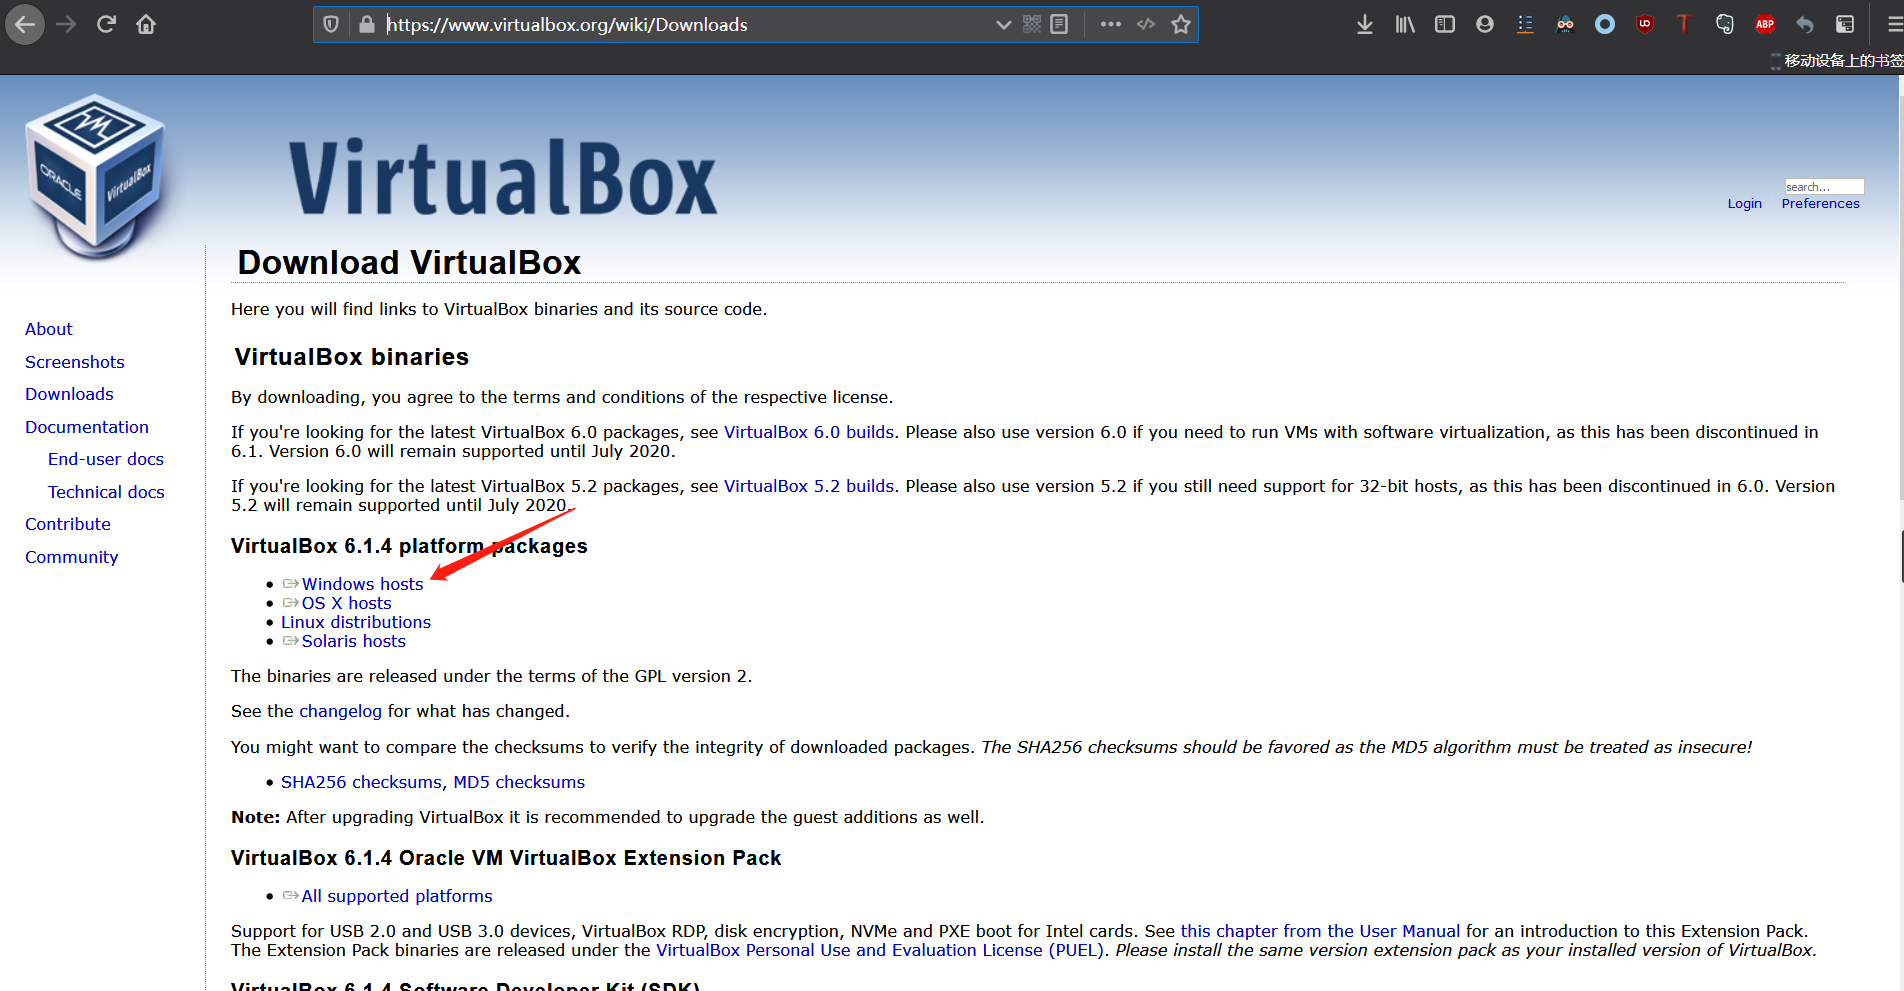 https://www.virtualbox.org/wiki/Downloads
移动设备上的书签
ORACLE
VirtualBox
VirtualBox
search...
Login
Preferences
Download VirtualBox
Here you will find links to VirtualBox binaries and its source code.
About
Screenshots
Downloads
Documentation
End-user docs
Technical docs
Contribute
Community
VirtualBox binaries
By downloading, you agree to the terms and conditions of the respective license.
If you're looking for the latest VirtualBox 6.0 packages, see VirtualBox 6.0 builds. Please also use version 6.0 if you need to run VMs with software virtualization, as this has been discontinued in
6.1. Version 6.0 will remain supported until July 2020.
If you're looking for the latest VirtualBox 5.2 packages, see VirtualBox 5.2 builds. Please also use version 5.2 if you still need support for 32-bit hosts, as this has been discontinued in 6.0. Version
5.2 will remain supported until July 2020.
VirtualBox 6.1.4 platform packages
Windows hosts
OS X hosts
Linux distributions
Solaris hosts
The binaries are released under the terms of the GPL version 2.
See the changelog for what has changed.
You might want to compare the checksums to verify the integrity of downloaded packages. The SHA256 checksums should be favored as the MD5 algorithm must be treated as insecure!
SHA256 checksums, MD5 checksums
Note: After upgrading VirtualBox it is recommended to upgrade the guest additions as well.
VirtualBox 6.1.4 Oracle VM VirtualBox Extension Pack
All supported platforms
Support for USB 2.0 and USB 3.0 devices, VirtualBox RDP, disk encryption, NVMe and PXE boot for Intel cards. See this chapter from the User Manual for an introduction to this Extension Pack.
The Extension Pack binaries are released under the VirtualBox Personal Use and Evaluation License (PUEL). Please install the same version extension pack as your installed version of VirtualBox.
VirtualBox 6.1.4 Software Developer Kit (SDK)